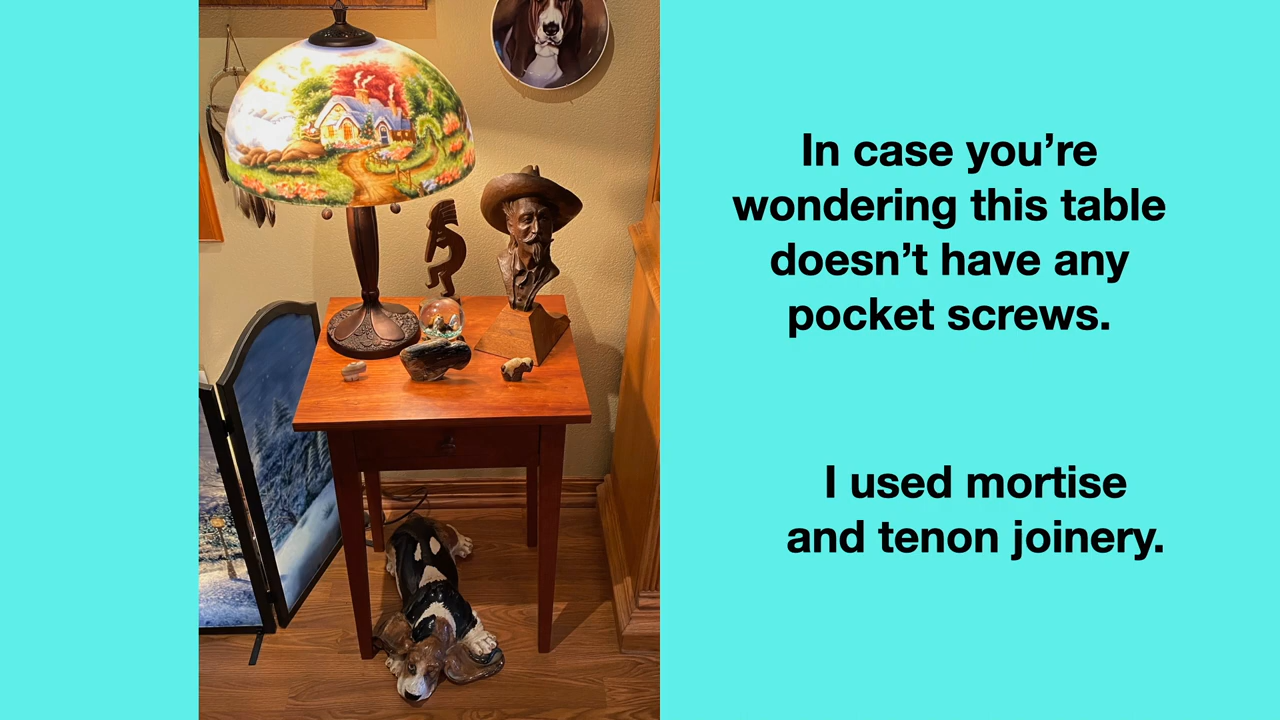 In case you’re
wondering this table
doesn’t have any
pocket screws.
I used mortise
and tenon joinery.